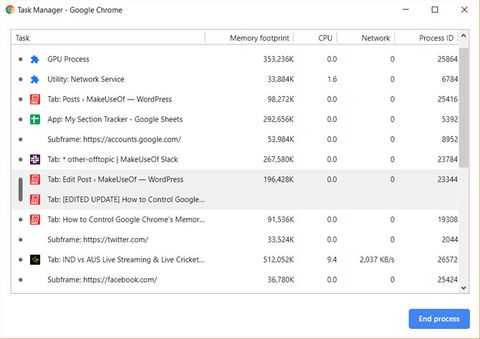 Task Manager - Google Chrome
Task Memory footprint CPU Network Process ID
GPU Process 353,236K 0.0 0 25864
Utility: Network Service 33,884K 1.6 0 6784
Tab: Posts ‹ MakeUseOf — WordPress 98,272K 0.0 0 25416
App: My Section Tracker - Google Sheets 292,656K 0.0 0 5392
Subframe: https://accounts.google.com/ 53,984K 0.0 0 8952
Tab: * other-offtopic | MakeUseOf Slack 267,580K 0.0 0 23784
Tab: Edit Post ‹ MakeUseOf — WordPress 196,428K 0.0 0 23344
Tab: [EDITED UPDATE] How to Control Google...
Tab: How to Control Google Chrome's Memor... 91,536K 0.0 0 19308
Subframe: https://twitter.com/ 33,524K 0.0 0 2044
Tab: IND vs AUS Live Streaming & Live Cricket... 512,052K 9.4 2,037 KB/s 26572
Subframe: https://facebook.com/ 36,780K 0.0 0 25424
End process